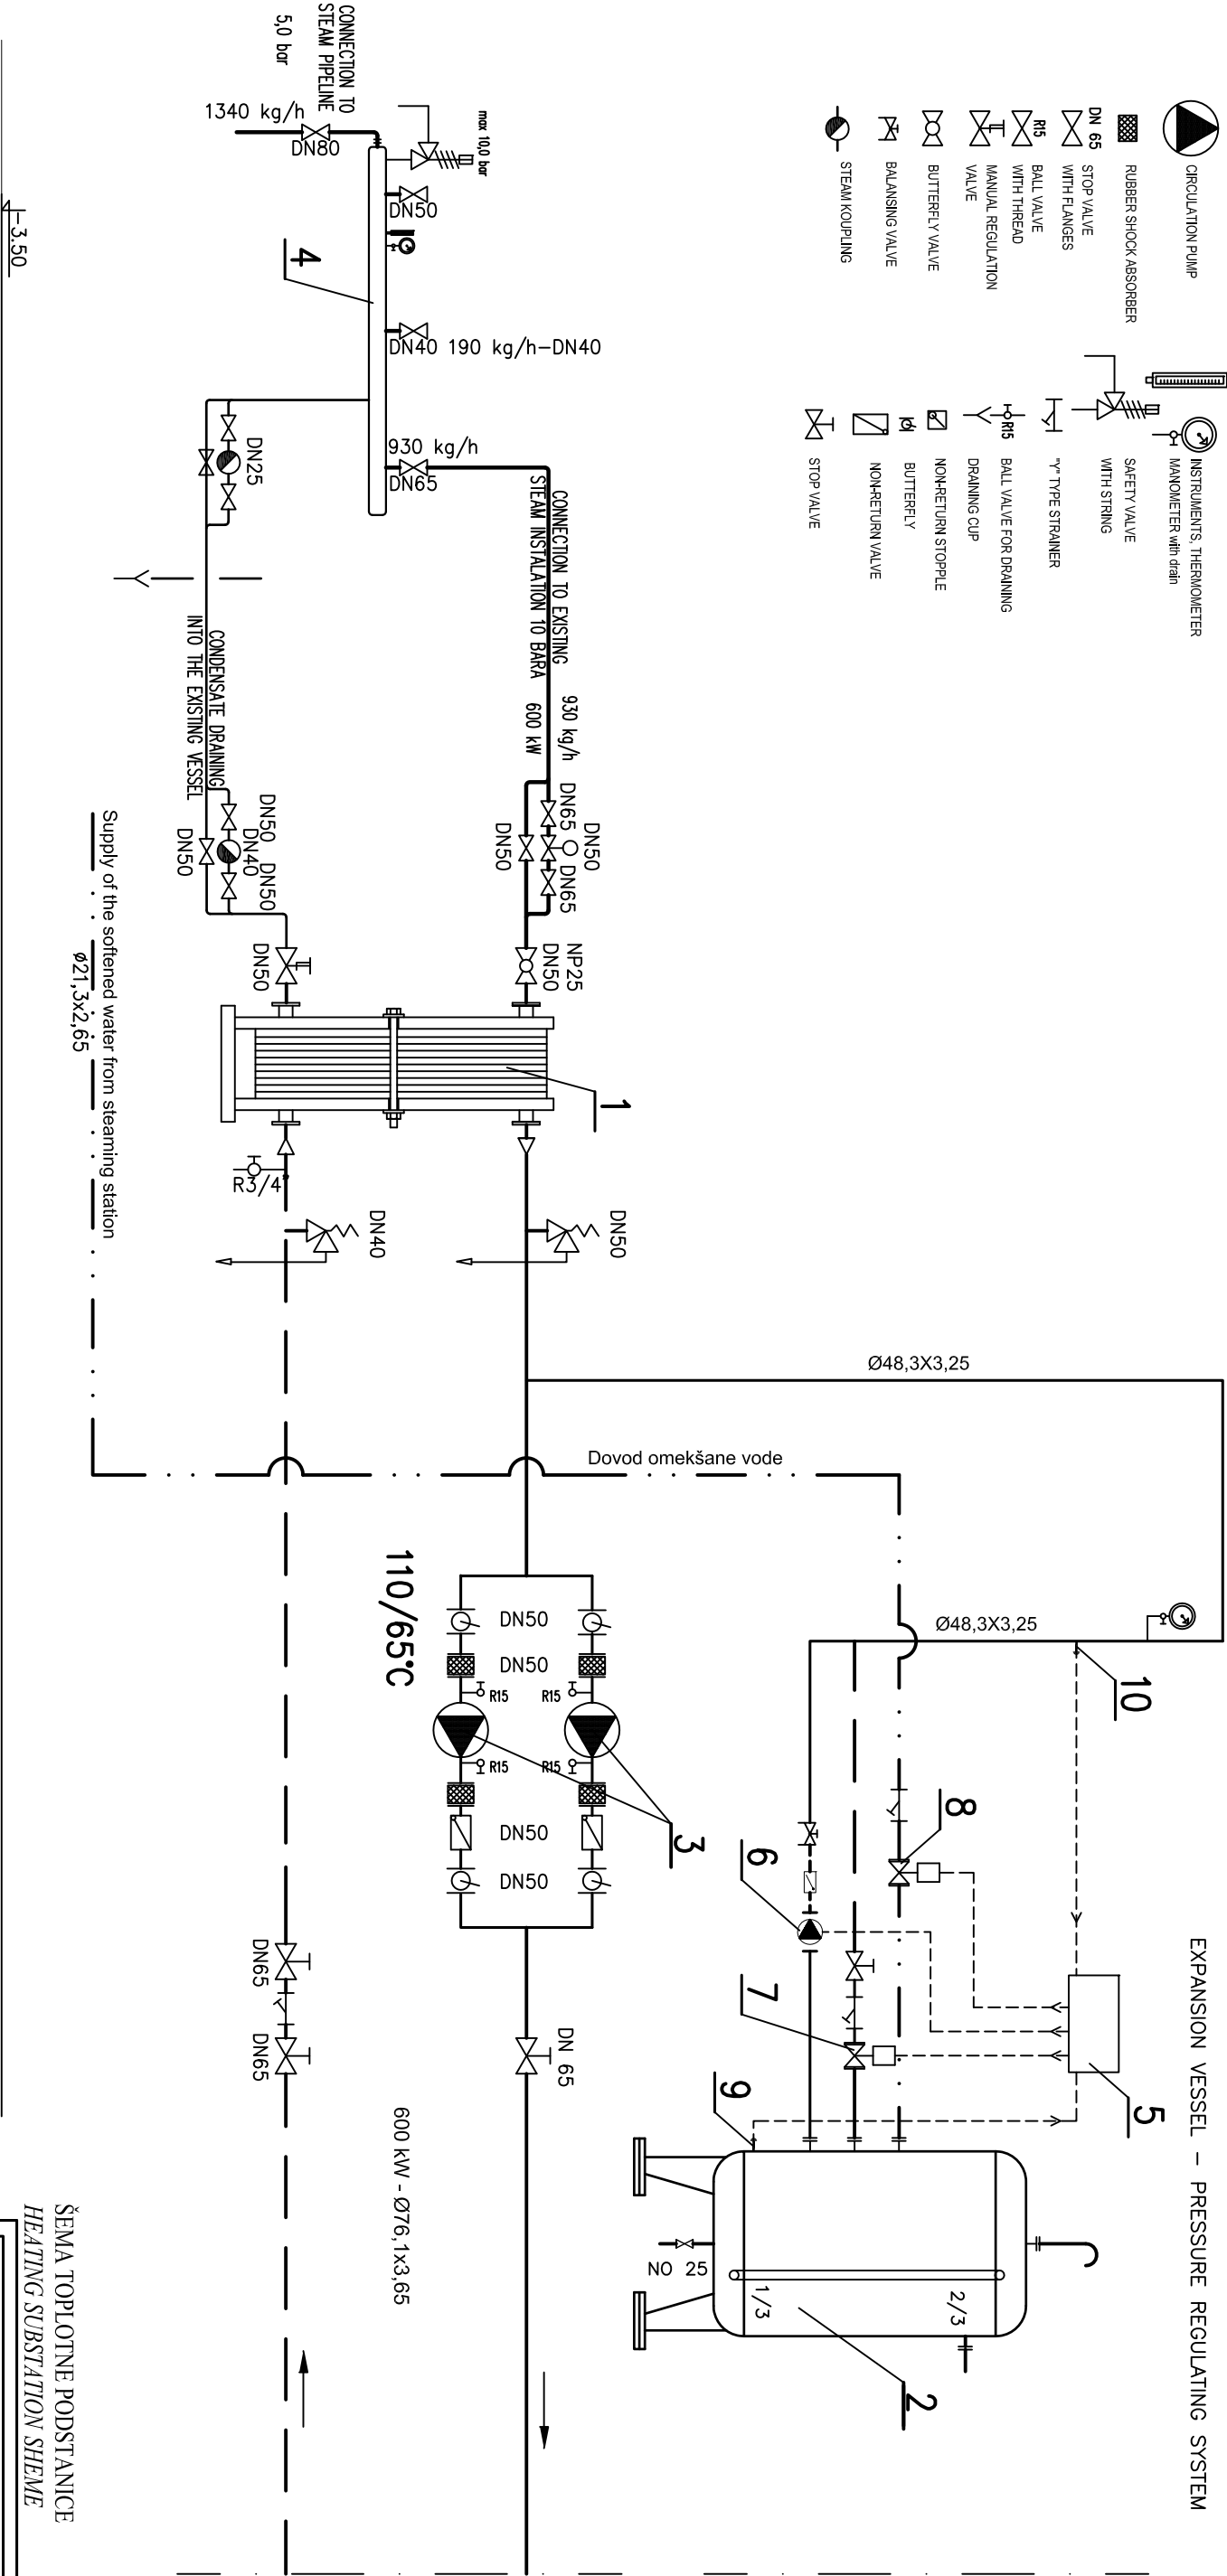 CIRCULATION PUMP
RUBBER SHOCK ABSORBER
DN 65
STOP VALVE
WITH FLANGES
R15
BALL VALVE
WITH THREAD
MANUAL REGULATION
VALVE
BUTTERFLY VALVE
BALANSING VALVE
STEAM KOUPLING
INSTRUMENTS, THERMOMETER
MANOMETER with drain
SAFETY VALVE
WITH STRING
"Y" TYPE STRAINER
R15
BALL VALVE FOR DRAINING
DRAINING CUP
NON-RETURN STOPPLE
BUTTERFLY
NON-RETURN VALVE
STOP VALVE
CONNECTION TO
STEAM PIPELINE
5,0 bar
1340 kg/h
DN80
max 10,0 bar
DN50
4
DN40 190 kg/h-DN40
930 kg/h
DN65
DN25
-3.50
CONNECTION TO EXISTING
STEAM INSTALATION 10 BARA
930 kg/h
600 kW
CONDENSATE DRAINING
INTO THE EXISTING VESSEL
DN65
DN50
DN65
DN50
DN50
DN40
DN50
DN50
NP25
DN50
DN50
1
Supply of the softened water from steaming station
ø21,3x2,65
R3/4"
DN40
DN50
Ø48,3X3,25
Dovod omekšane vode
Ø48,3X3,25
110/65°C
DN50
DN50
R15
R15
R15
R15
DN50
DN50
3
10
8
6
7
9
5
EXPANSION VESSEL - PRESSURE REGULATING SYSTEM
DN65
DN65
DN 65
600 kW - Ø76,1x3,65
NO 25
1/3
2/3
2
ŠEMA TOPLOTNE PODSTANICE
HEATING SUBSTATION SHEME